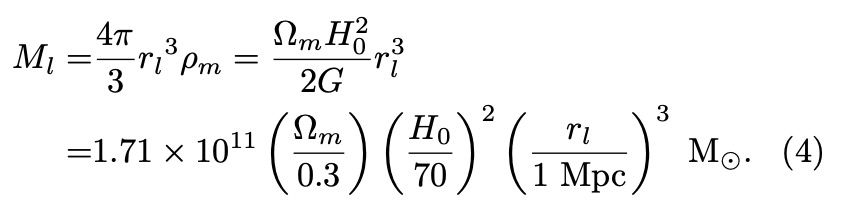 M_l = \frac{4\pi}{3} {r_l}^3 \rho_m = \frac{\Omega_m H_0^2}{2G} r_l^3
= 1.71 \times 10^{11} \left( \frac{\Omega_m}{0.3} \right) \left( \frac{H_0}{70} \right)^2 \left( \frac{r_l}{1 \text{ Mpc}} \right)^3 \text{ M}_\odot. (4)